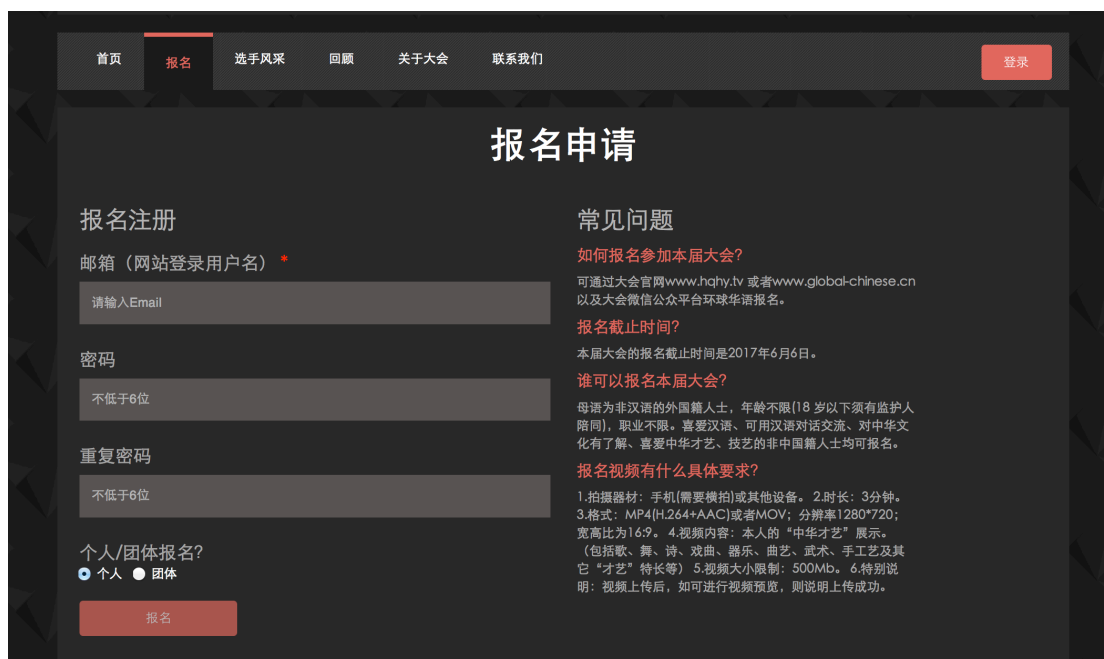 首页 报名 选手风采 回顾 关于大会 联系我们 登录
报名申请
报名注册
邮箱（网站登录用户名） *
请输入Email
密码
不低于6位
重复密码
不低于6位
个人/团体报名?
个人 团体
报名
常见问题
如何报名参加本届大会?
可通过大会官网www.hqhy.tv 或者www.global-chinese.cn
以及大会微信公众平台环球华语报名。
报名截止时间?
本届大会的报名截止时间是2017年6月6日。
谁可以报名本届大会?
母语为非汉语的外国籍人士，年龄不限(18 岁以下须有监护人
陪同)，职业不限。喜爱汉语、可用汉语对话交流、对中华文
化有了解、喜爱中华才艺、技艺的非中国籍人士均可报名。
报名视频有什么具体要求?
1.拍摄器材：手机(需要横拍)或其他设备。 2.时长：3分钟。
3.格式：MP4(H.264+AAC)或者MOV；分辨率1280*720；
宽高比为16:9。 4.视频内容：本人的“中华才艺”展示。
（包括歌、舞、诗、戏曲、器乐、曲艺、武术、手工艺及其
它“才艺”特长等） 5.视频大小限制：500Mb。 6.特别说
明：视频上传后，如可进行视频预览，则说明上传成功。